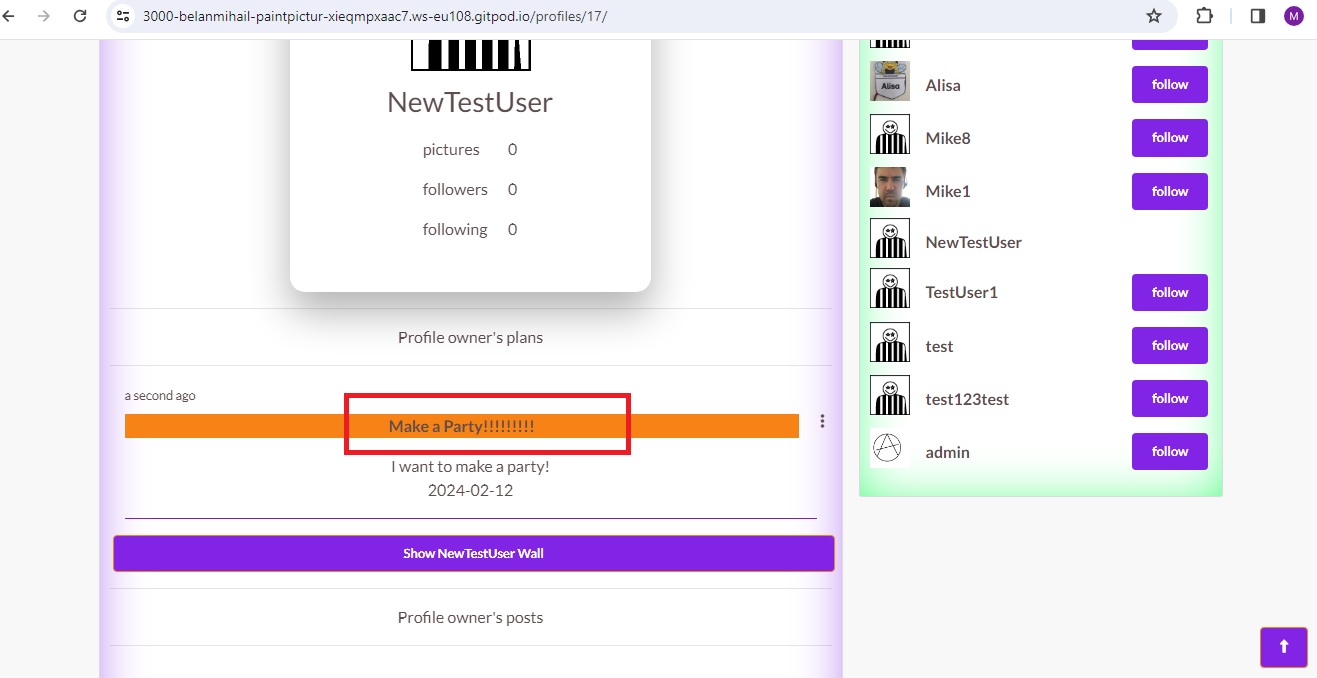 3000-belanmihail-paintpictur-xieqmpxaac7.ws-eu108.gitpod.io/profiles/17/
M
NewTestUser
pictures 0
followers 0
following 0
Profile owner's plans
a second ago
Make a Party!!!!!!!!!
I want to make a party!
2024-02-12
Show NewTestUser Wall
Profile owner's posts
Alisa
Alisa follow
Mike8 follow
Mike1 follow
NewTestUser
TestUser1 follow
test follow
test123test follow
admin follow